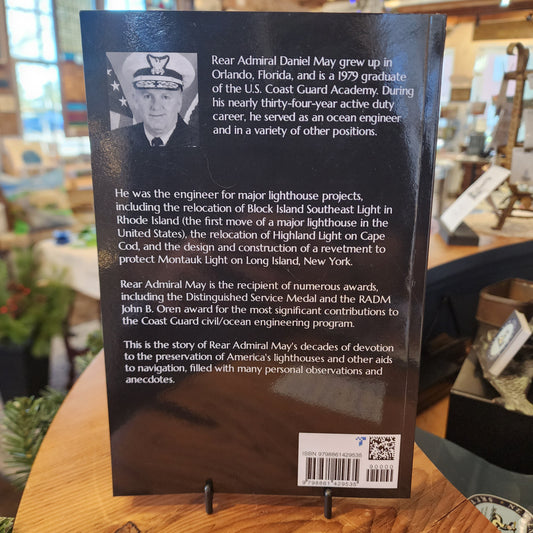 Rear Admiral Daniel May grew up in
Orlando, Florida, and is a 1979 graduate
of the U.S. Coast Guard Academy. During
his nearly thirty-four-year active duty
career, he served as an ocean engineer
and in a variety of other positions.
He was the engineer for major lighthouse projects,
including the relocation of Block Island Southeast Light in
Rhode Island (the first move of a major lighthouse in the
United States), the relocation of Highland Light on Cape
Cod, and the design and construction of a revetment to
protect Montauk Light on Long Island, New York.
Rear Admiral May is the recipient of numerous awards,
including the Distinguished Service Medal and the RADM
John B. Oren award for the most significant contributions to
the Coast Guard civil/ocean engineering program.
This is the story of Rear Admiral May's decades of devotion
to the preservation of America's lighthouses and other aids
to navigation, filled with many personal observations and
anecdotes.
ISBN 9798861429535
90000
9 798861 429535